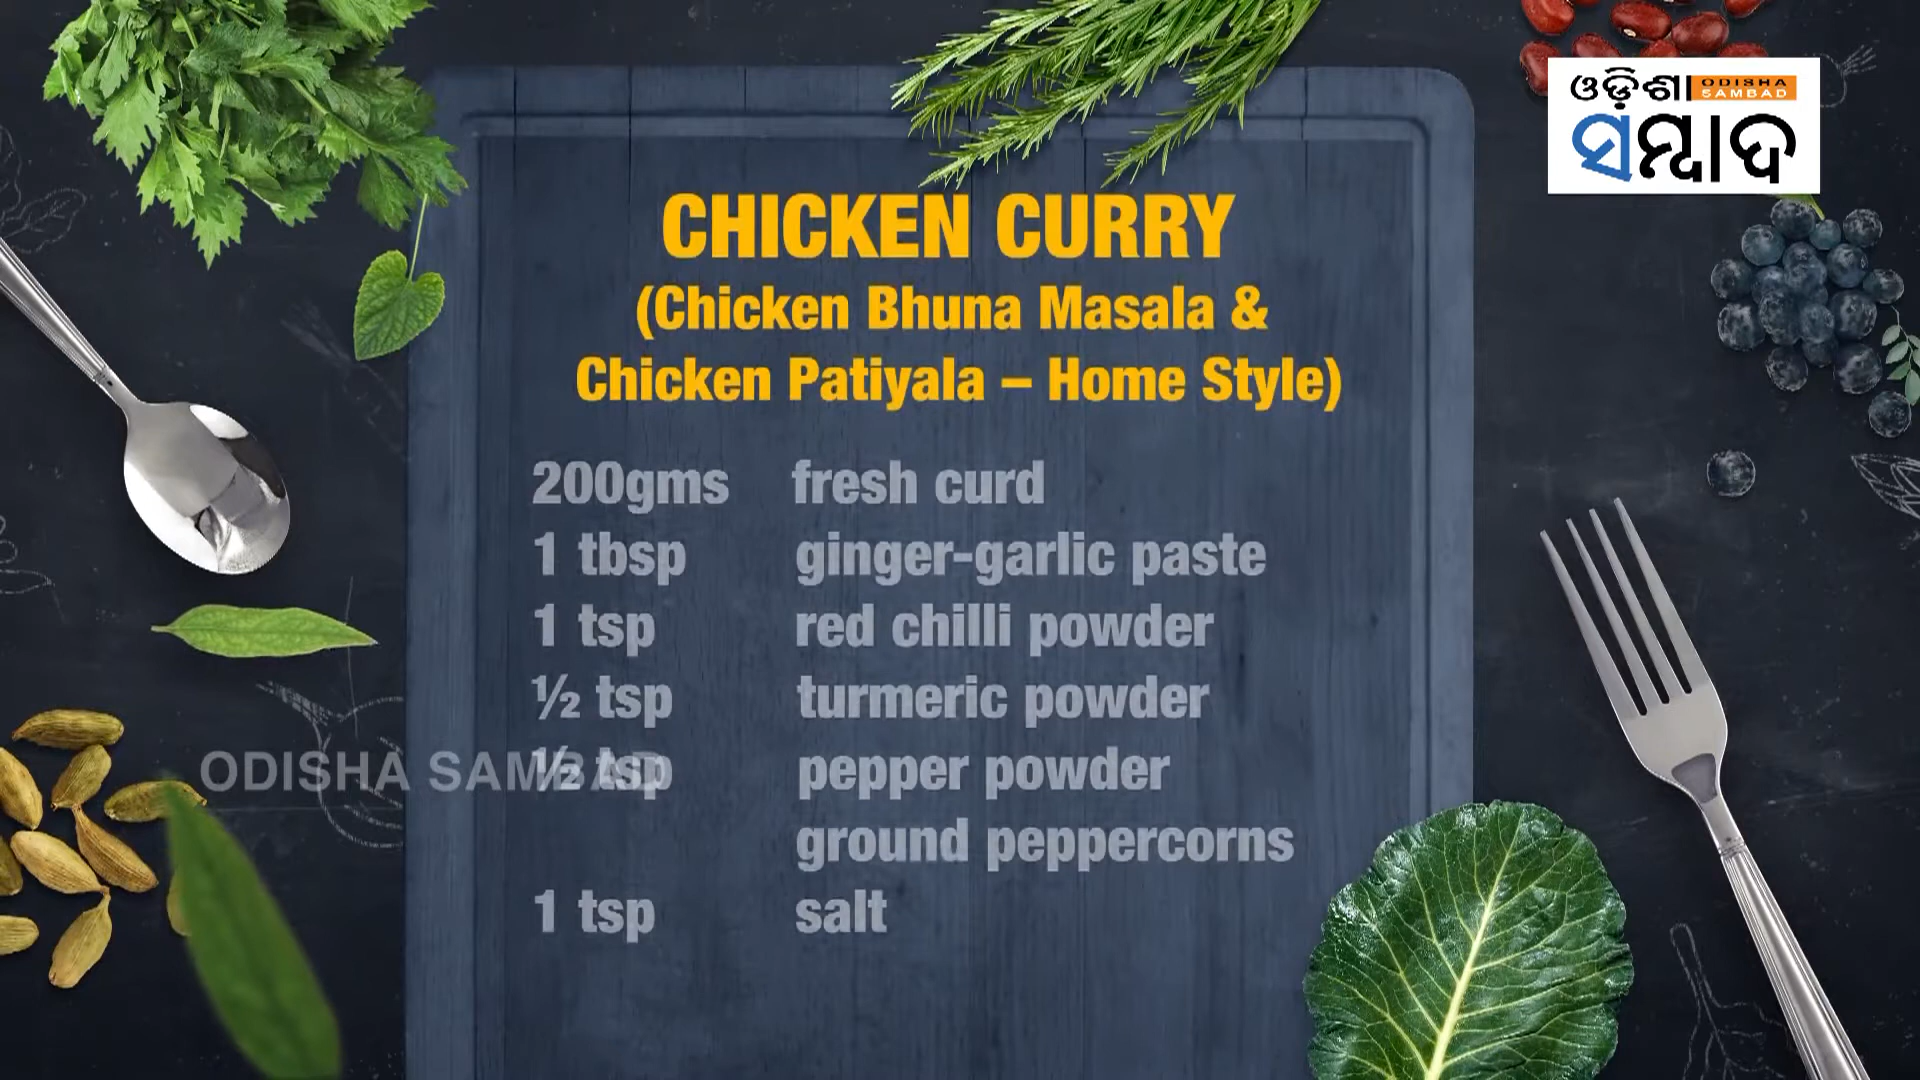 ଓଡ଼ିଶା ODISHA
SAMBAD
ସମ୍ବାଦ
CHICKEN CURRY
(Chicken Bhuna Masala &
Chicken Patiyala – Home Style)
200gms fresh curd
1 tbsp ginger-garlic paste
1 tsp red chilli powder
½ tsp turmeric powder
½ tsp pepper powder
ground peppercorns
1 tsp salt
ODISHA SAMBAD